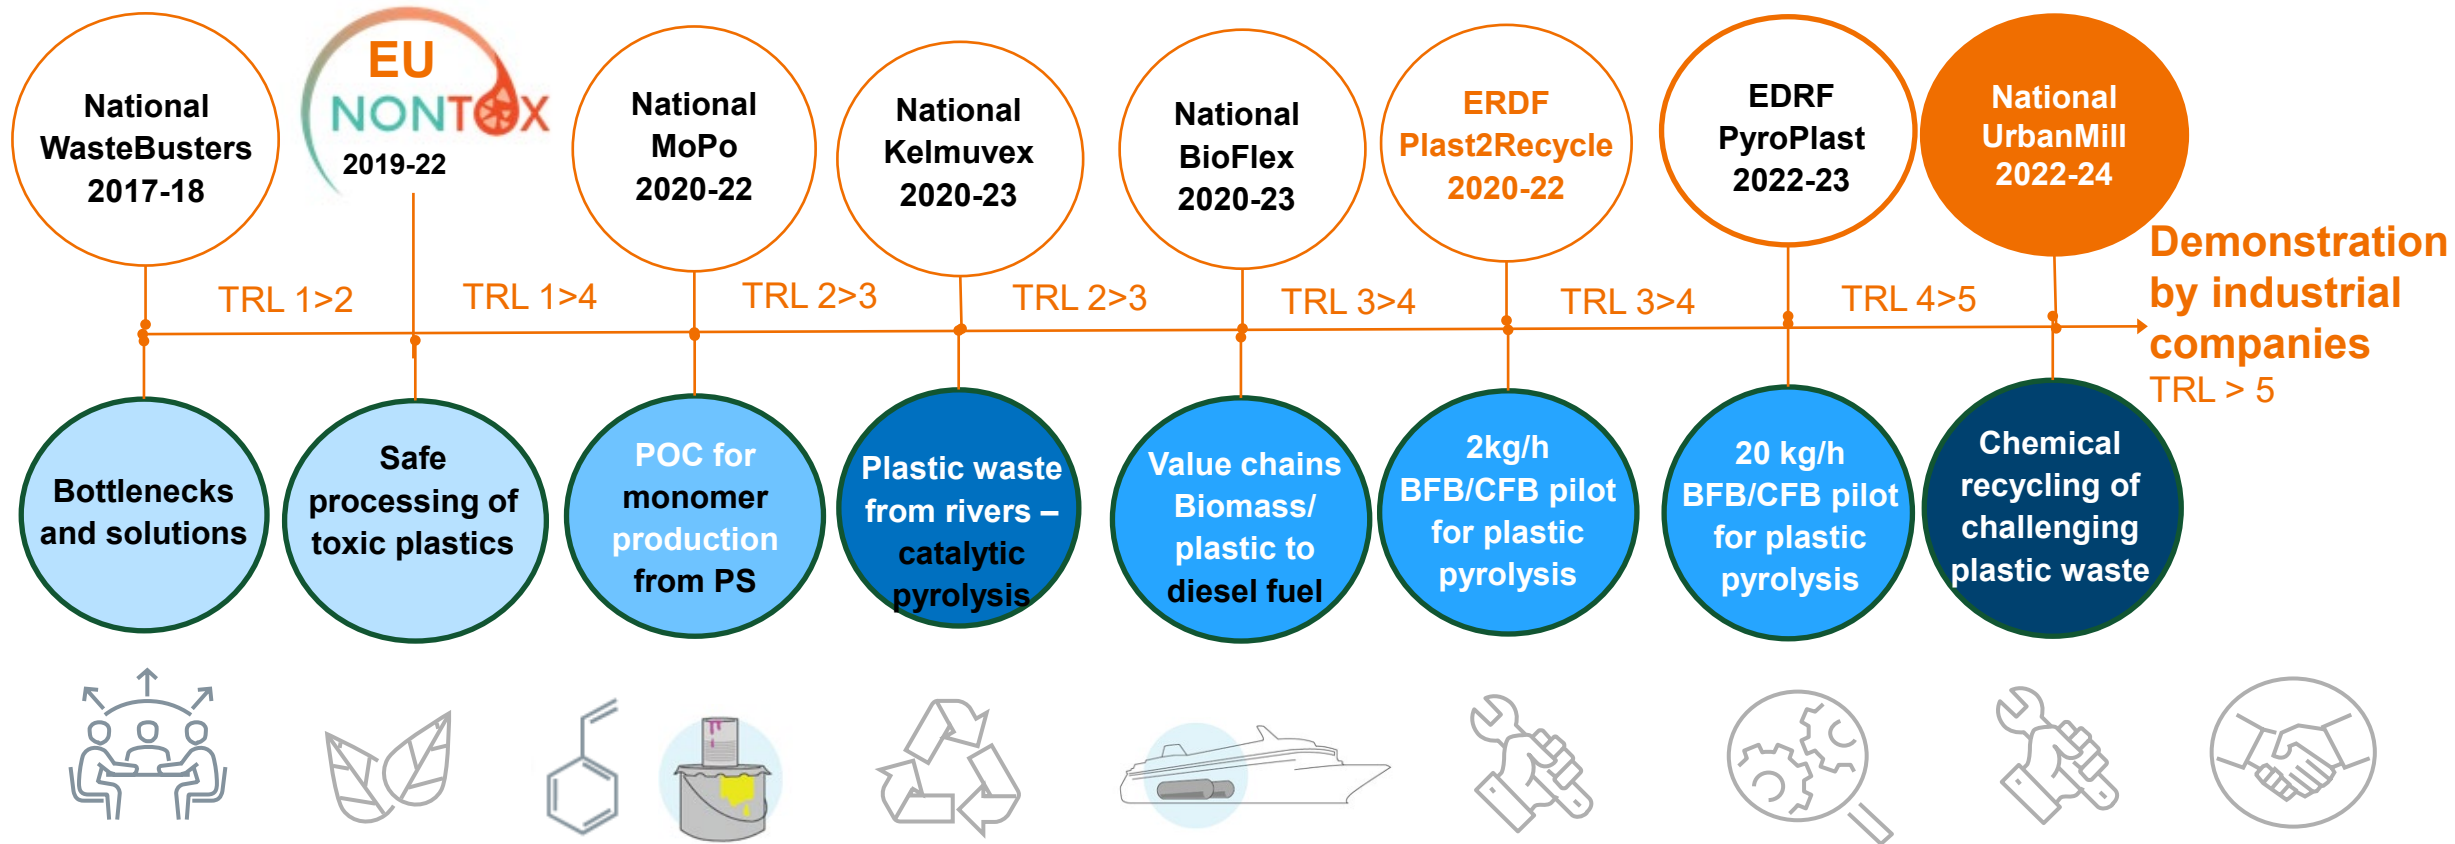 National
WasteBusters
2017-18
EU
NONTOX
2019-22
National
MoPo
2020-22
National
Kelmuvex
2020-23
National
BioFlex
2020-23
ERDF
Plast2Recycle
2020-22
EDRF
PyroPlast
2022-23
National
UrbanMill
2022-24
TRL 1>2
TRL 1>4
TRL 2>3
TRL 2>3
TRL 3>4
TRL 3>4
TRL 4>5
Demonstration
by industrial
companies
TRL > 5
Bottlenecks
and solutions
Safe
processing of
toxic plastics
POC for
monomer
production
from PS
Plastic waste
from rivers –
catalytic
pyrolysis
Value chains
Biomass/
plastic to
diesel fuel
2kg/h
BFB/CFB pilot
for plastic
pyrolysis
20 kg/h
BFB/CFB pilot
for plastic
pyrolysis
Chemical
recycling of
challenging
plastic waste